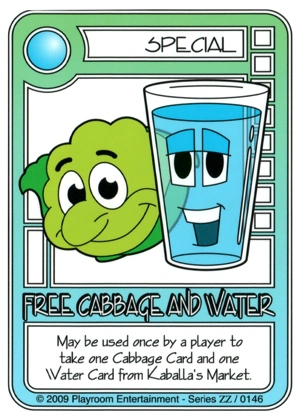 SPECIAL
FREE CABBAGE AND WATER
May be used once by a player to
take one Cabbage Card and one
Water Card from Kaballa's Market.
© 2009 Playroom Entertainment - Series ZZ / 0146